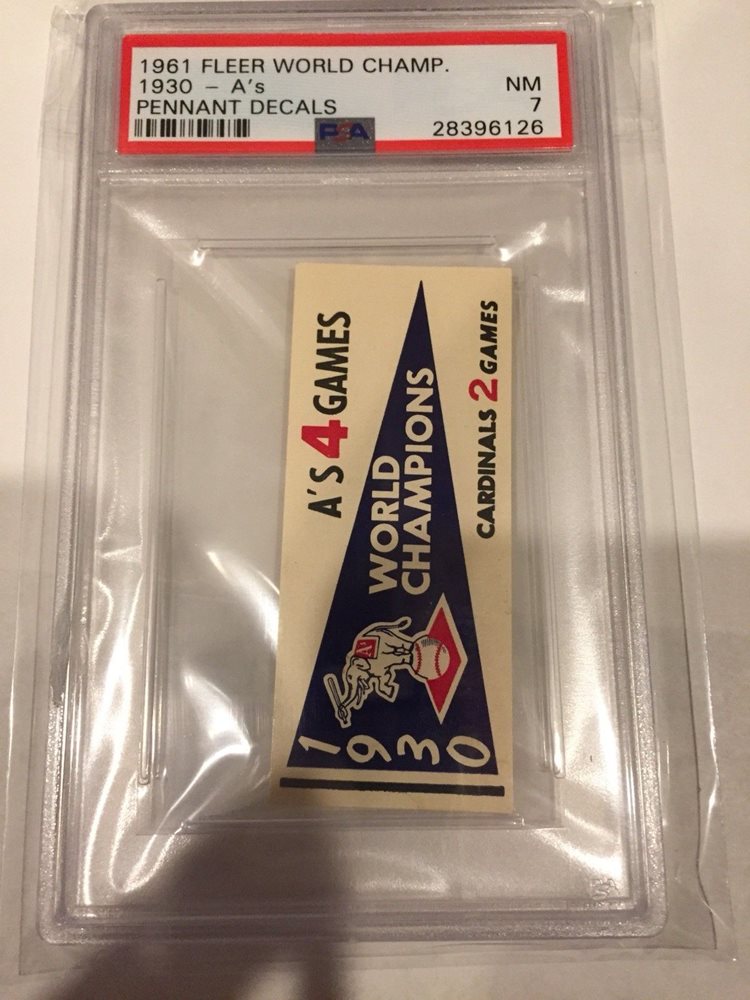 1961 FLEER WORLD CHAMP.
1930 - A's
NM
PENNANT DECALS
7
PSA
28396126
A'S 4 GAMES
WORLD
CHAMPIONS
CARDINALS 2 GAMES
A's
1930